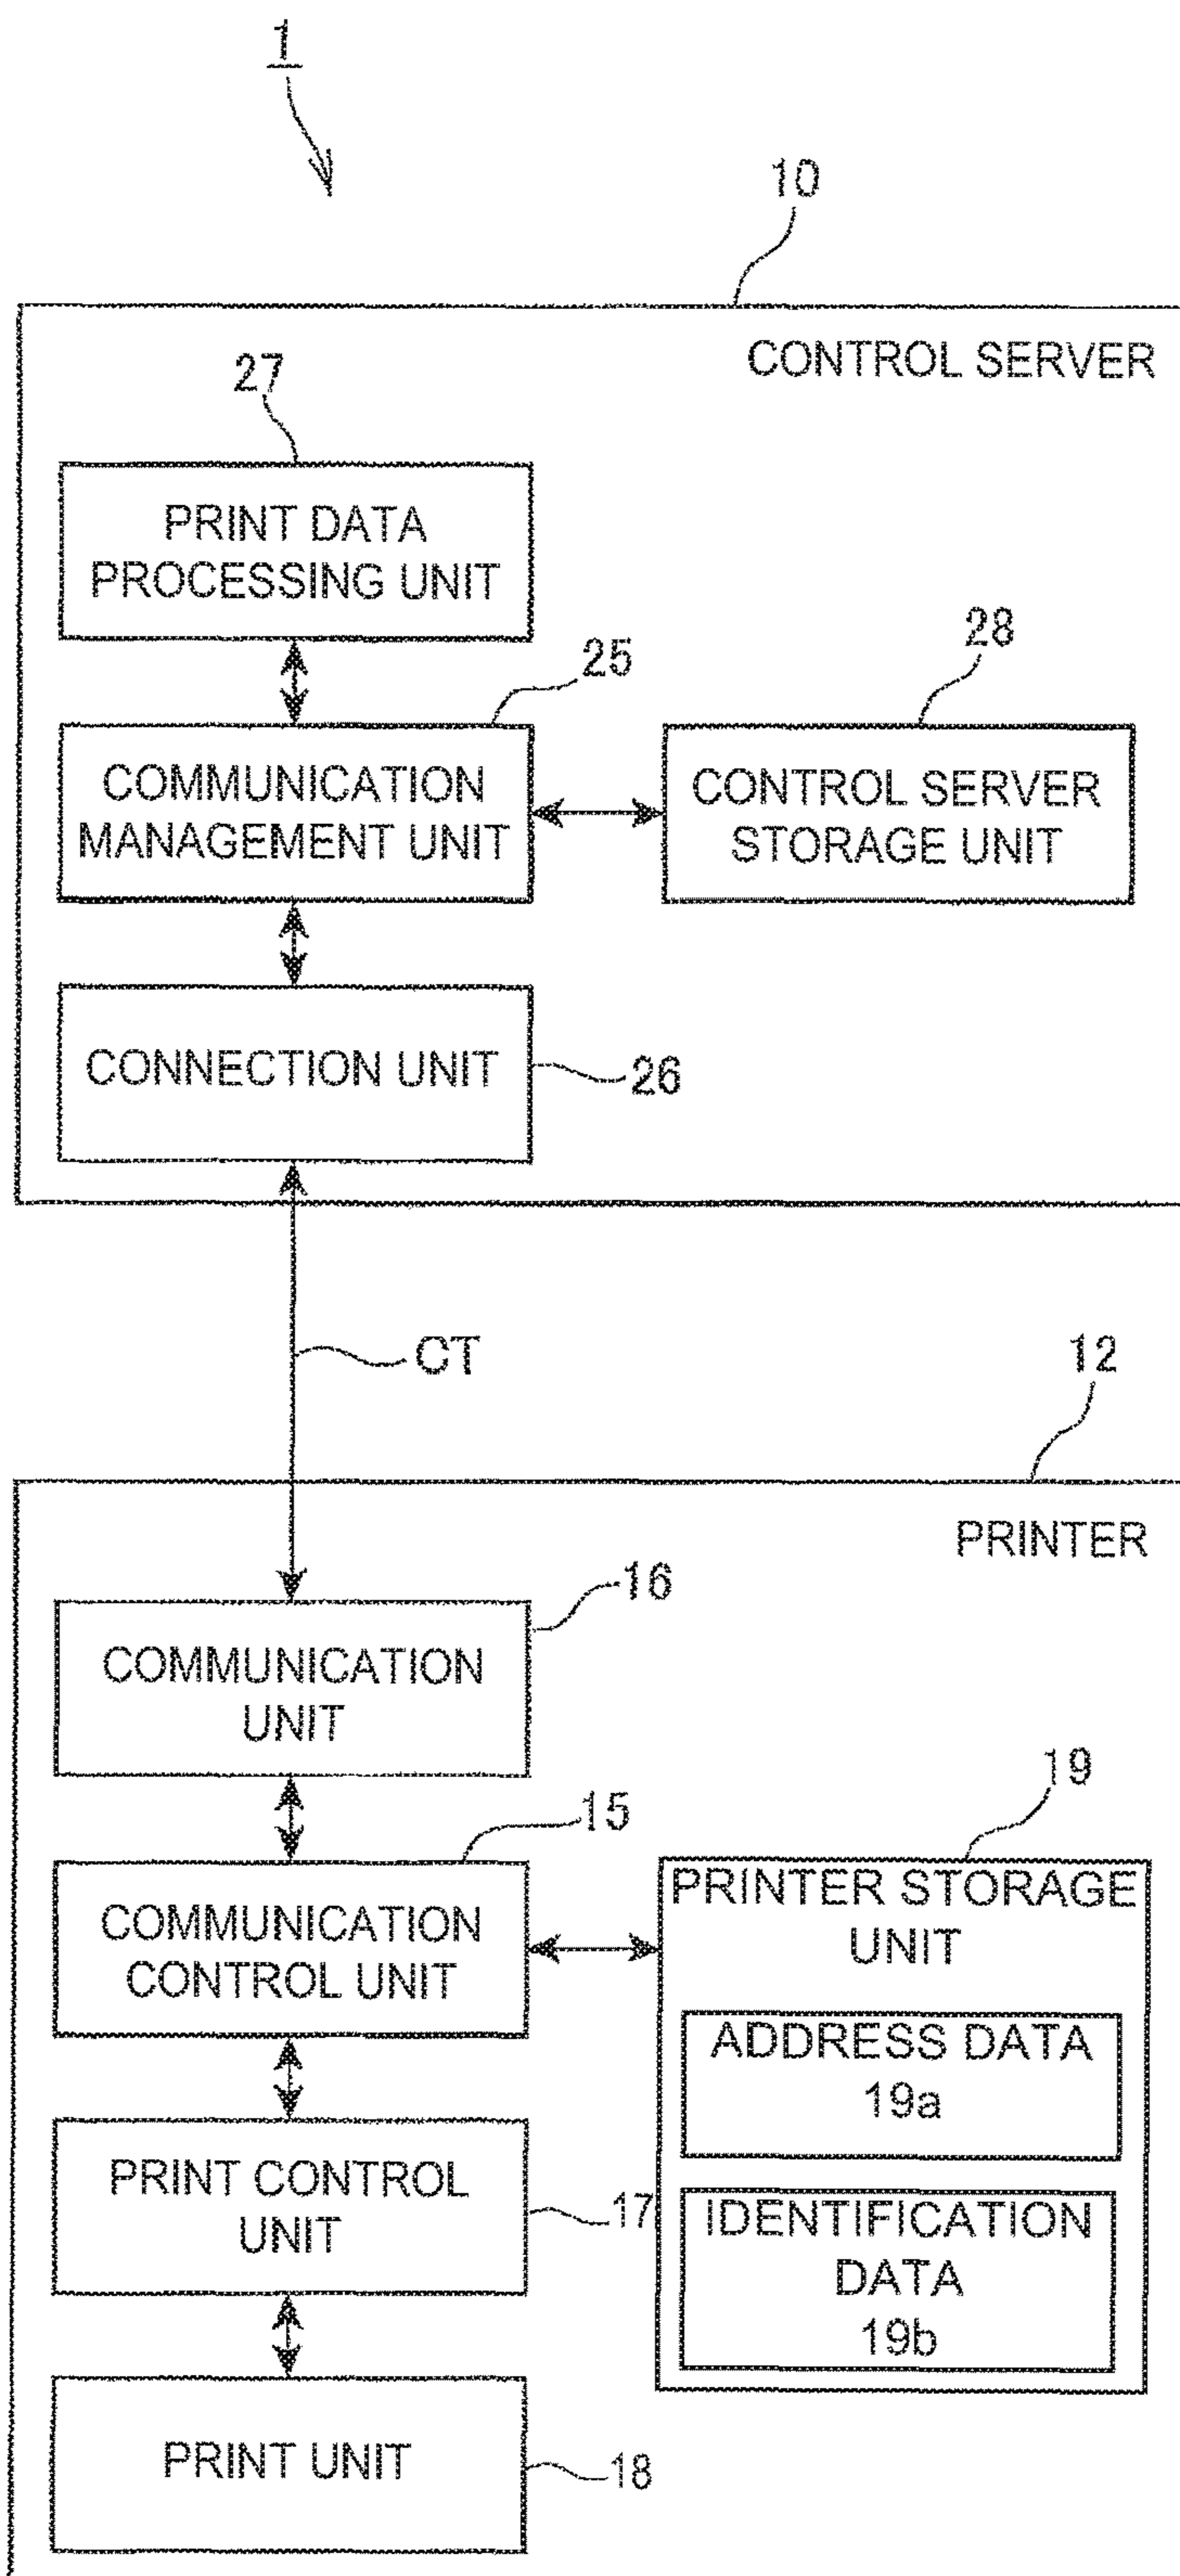 1
10
CONTROL SERVER
27
PRINT DATA
PROCESSING UNIT
25
28
COMMUNICATION
MANAGEMENT UNIT
CONTROL SERVER
STORAGE UNIT
CONNECTION UNIT
26
CT
12
PRINTER
16
COMMUNICATION
UNIT
15
19
COMMUNICATION
CONTROL UNIT
PRINTER STORAGE
UNIT
ADDRESS DATA
19a
PRINT CONTROL
UNIT
17
IDENTIFICATION
DATA
19b
PRINT UNIT
18